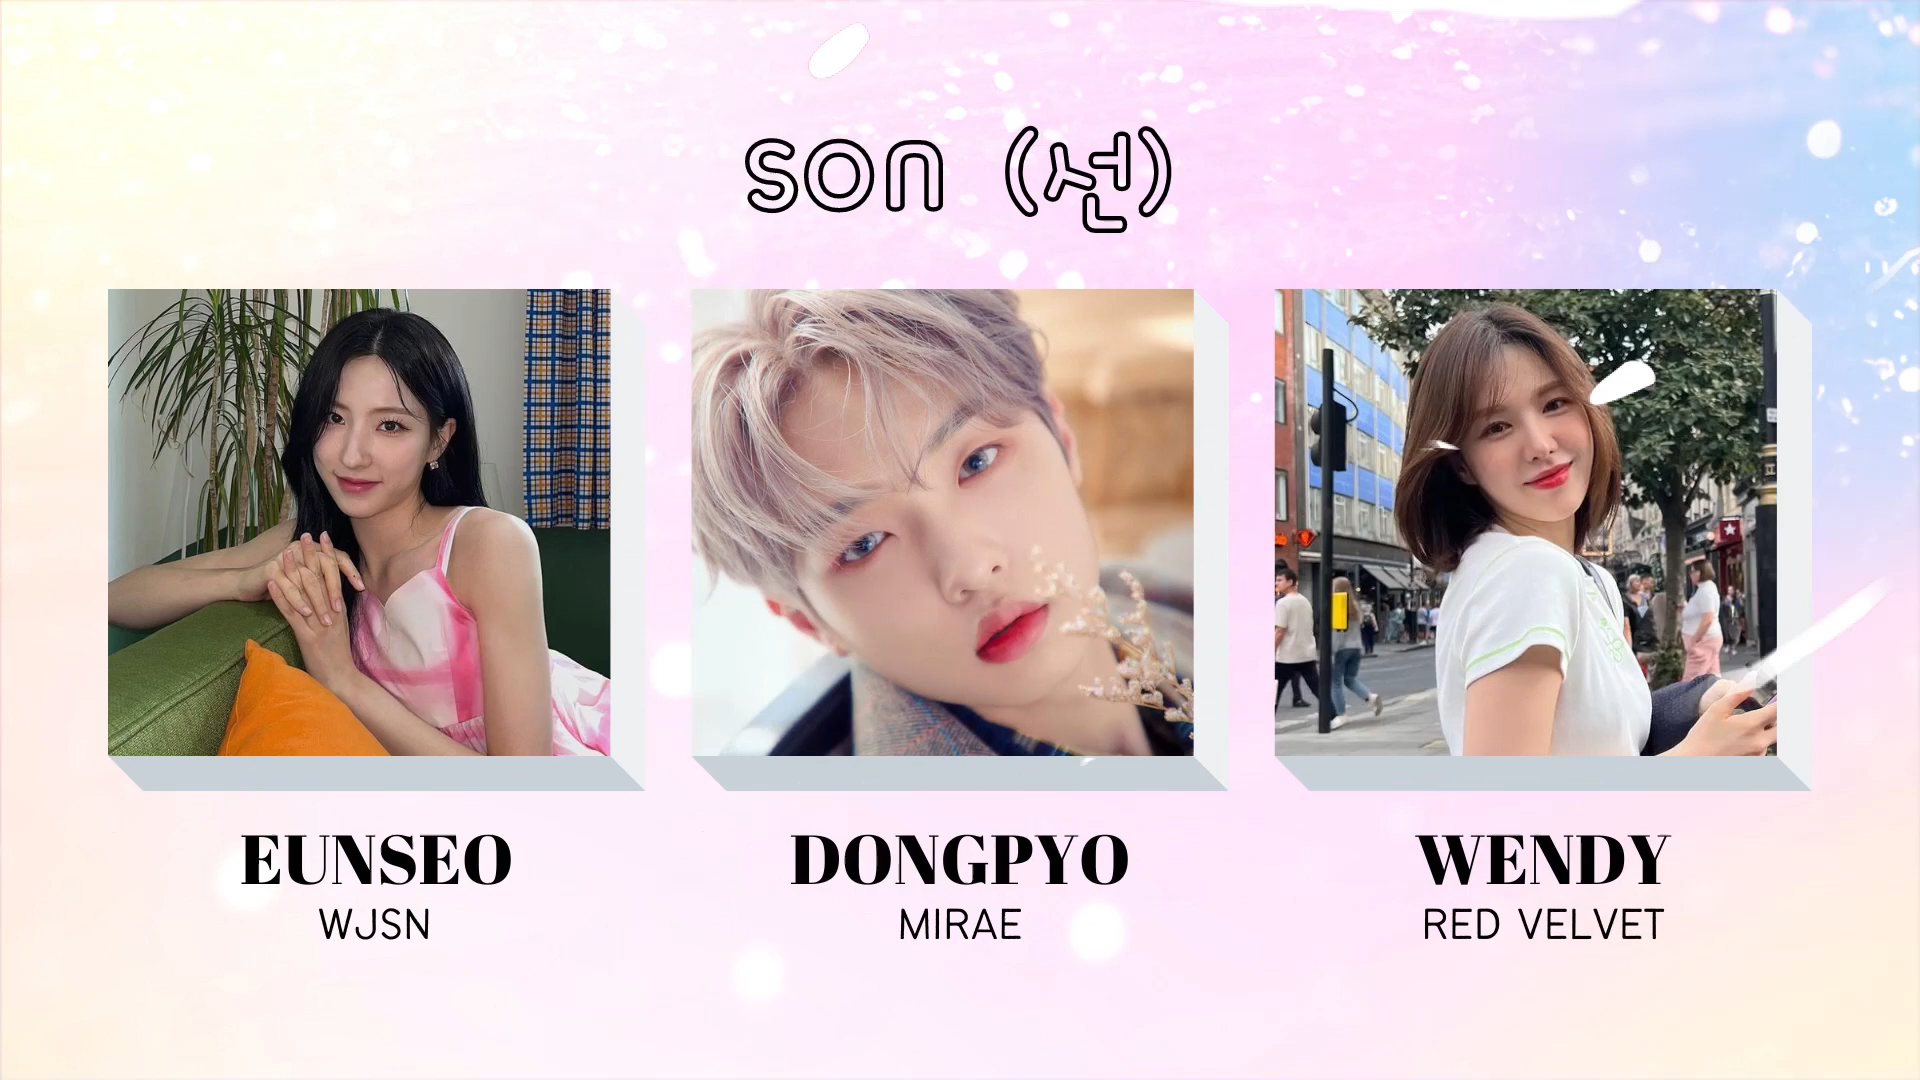 son (선)
EUNSEO
WJSN
DONGPYO
MIRAE
WENDY
RED VELVET